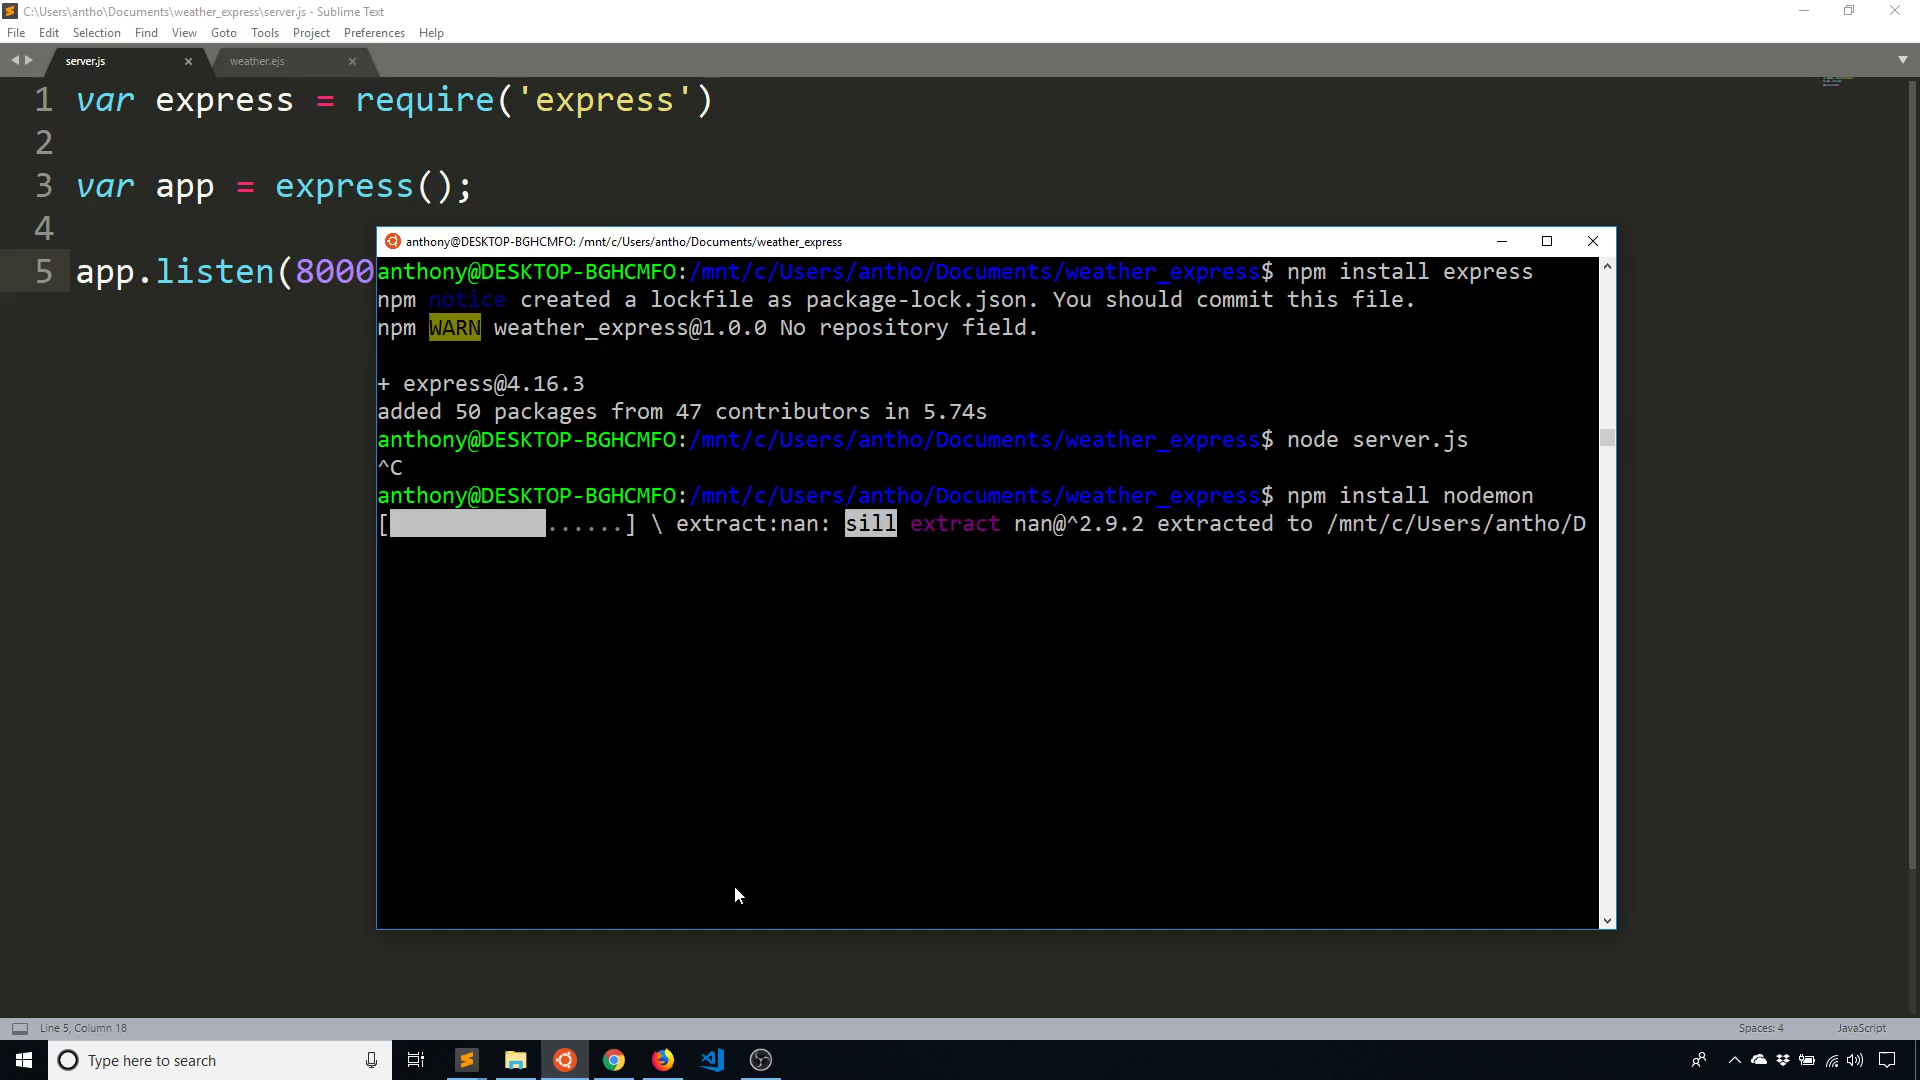 C:\Users\antho\Documents\weather_express\server.js - Sublime Text
File Edit Selection Find View Goto Tools Project Preferences Help
server.js weather.ejs
1 var express = require('express')
2
3 var app = express();
4
5 app.listen(8000
anthony@DESKTOP-BGHCMFO: /mnt/c/Users/antho/Documents/weather_express
anthony@DESKTOP-BGHCMFO:/mnt/c/Users/antho/Documents/weather_express$ npm install express
npm notice created a lockfile as package-lock.json. You should commit this file.
npm WARN weather_express@1.0.0 No repository field.
+ express@4.16.3
added 50 packages from 47 contributors in 5.74s
anthony@DESKTOP-BGHCMFO:/mnt/c/Users/antho/Documents/weather_express$ node server.js
^C
anthony@DESKTOP-BGHCMFO:/mnt/c/Users/antho/Documents/weather_express$ npm install nodemon
[ ......] \ extract:nan: sill extract nan@^2.9.2 extracted to /mnt/c/Users/antho/D
Line 5, Column 18 Spaces: 4 JavaScript
Type here to search